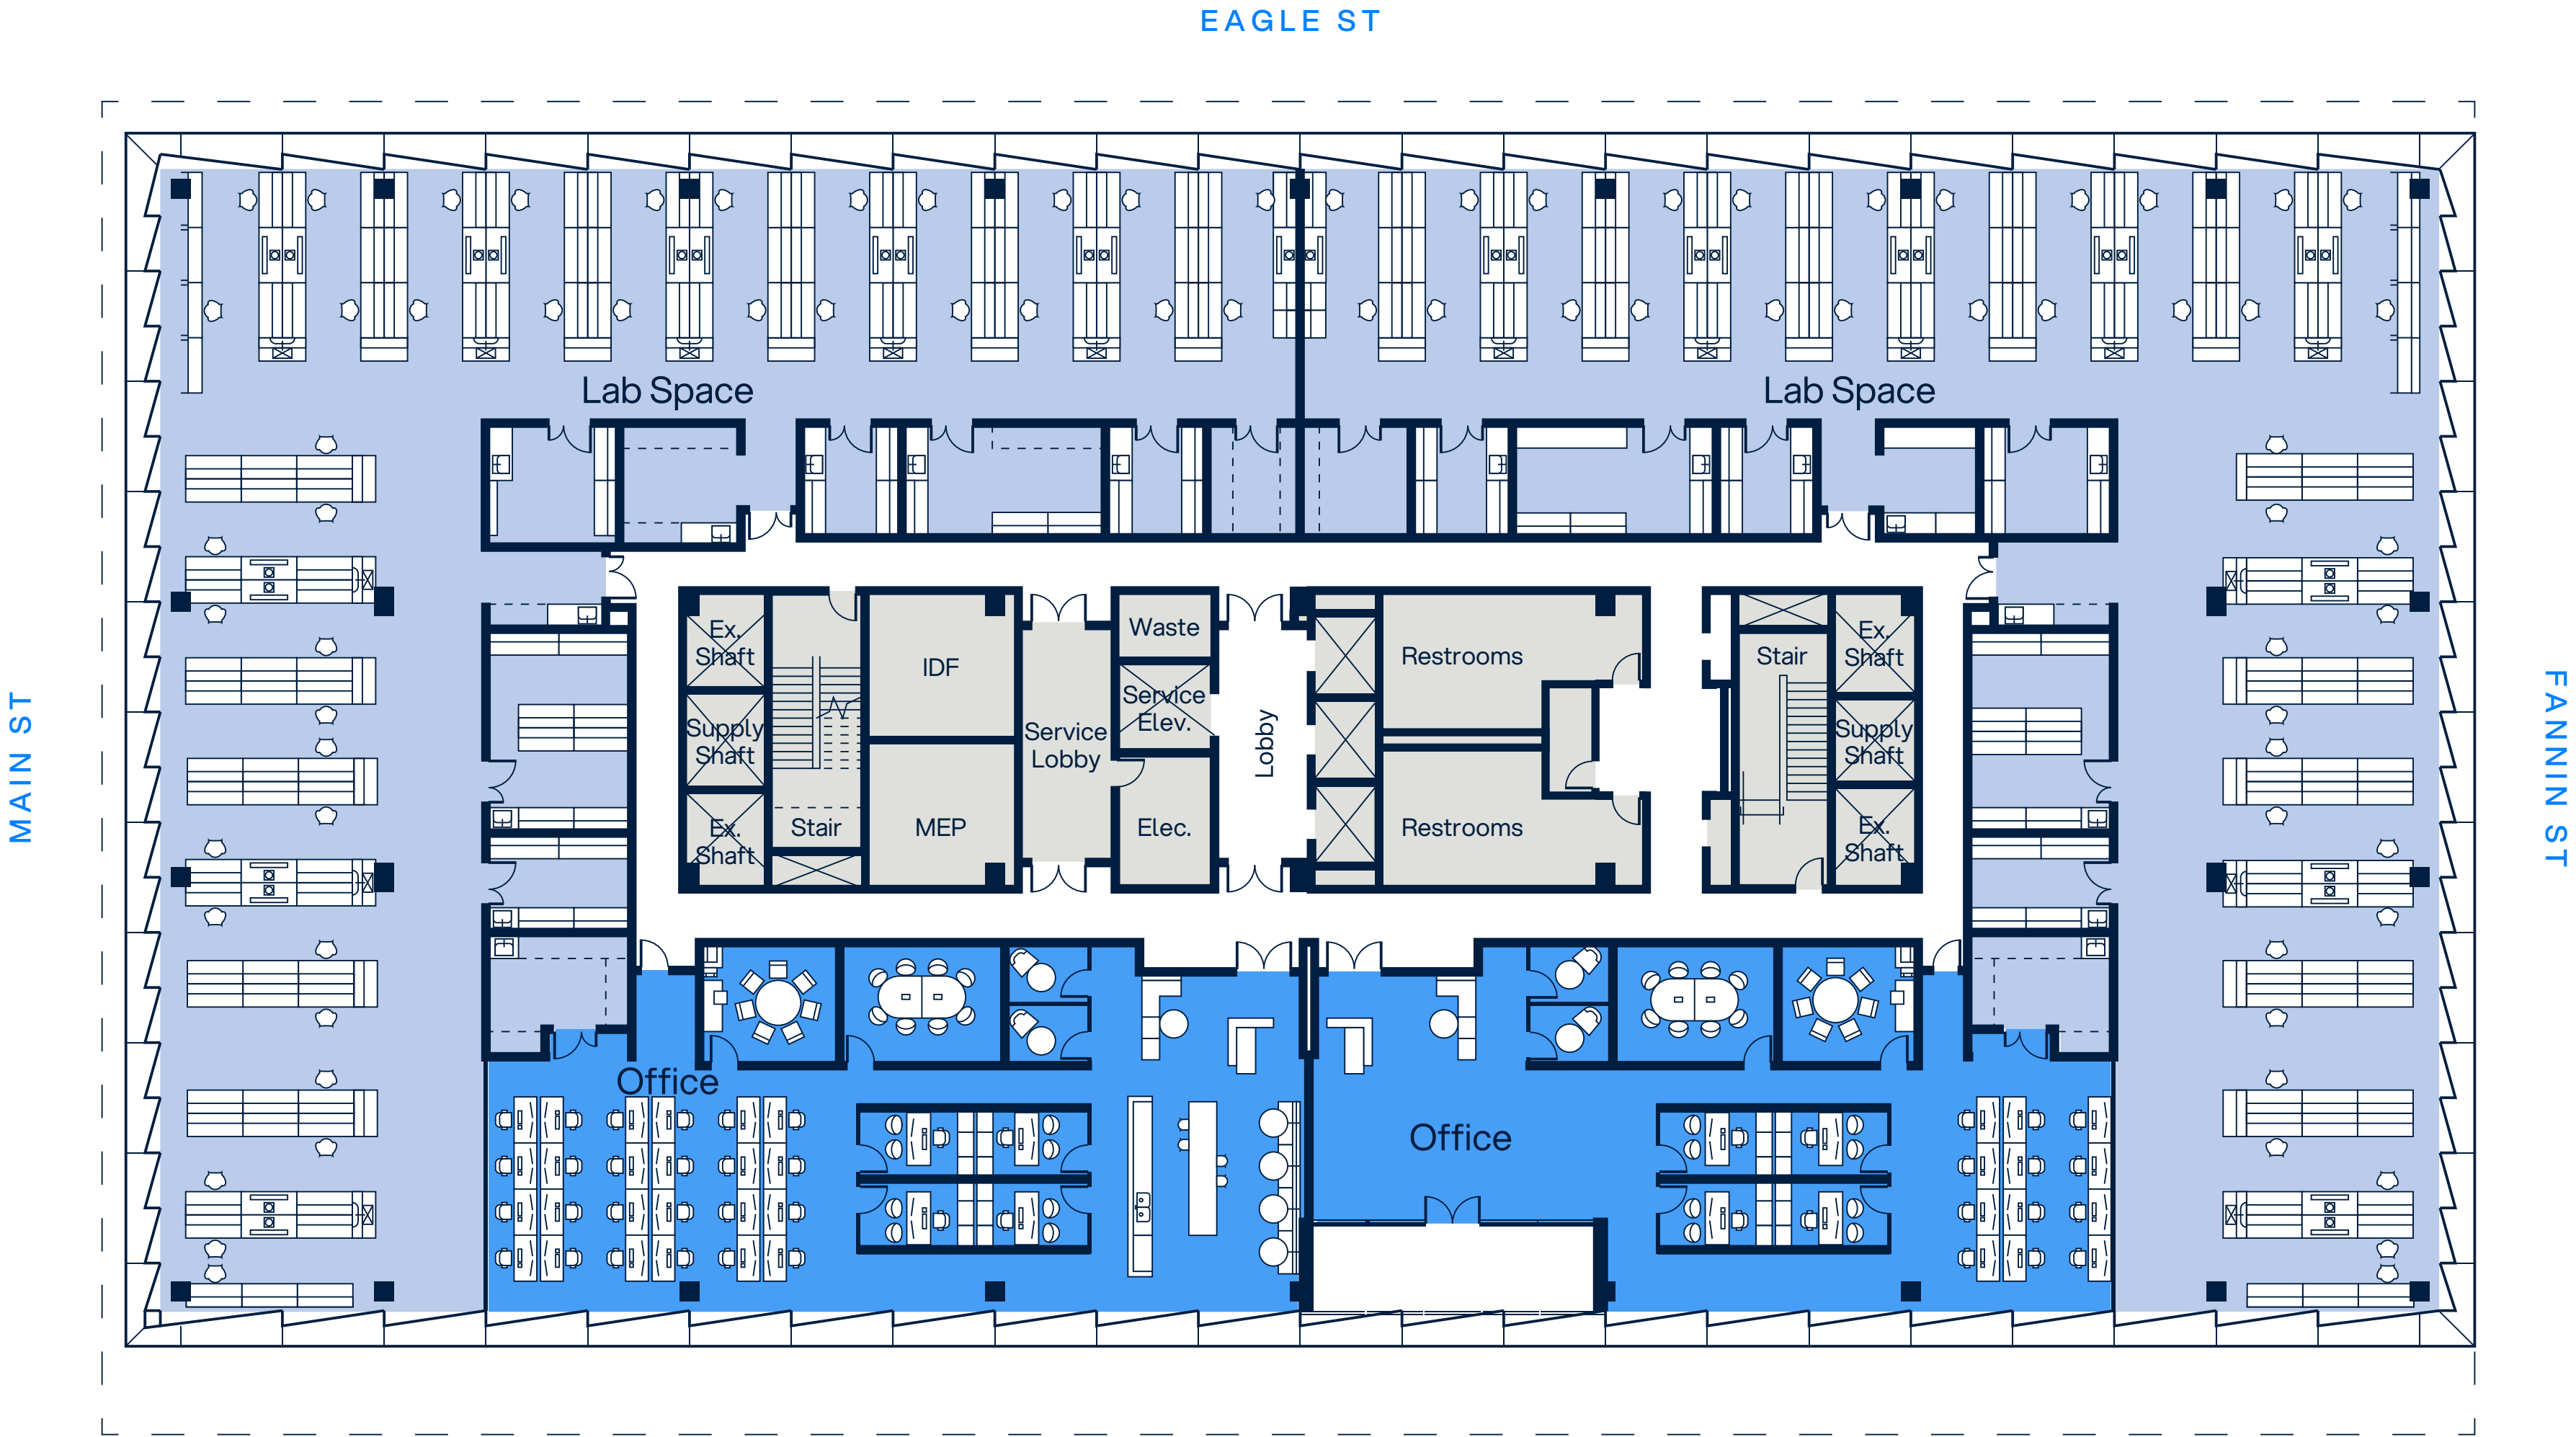 EAGLE ST
Lab Space
Lab Space
MAIN ST
FANNIN ST
Ex.
Shaft
Supply
Shaft
Ex.
Shaft
Stair
IDF
MEP
Service
Lobby
Waste
Service
Elev.
Elec.
Lobby
Restrooms
Restrooms
Stair
Ex.
Shaft
Supply
Shaft
Ex.
Shaft
Office
Office